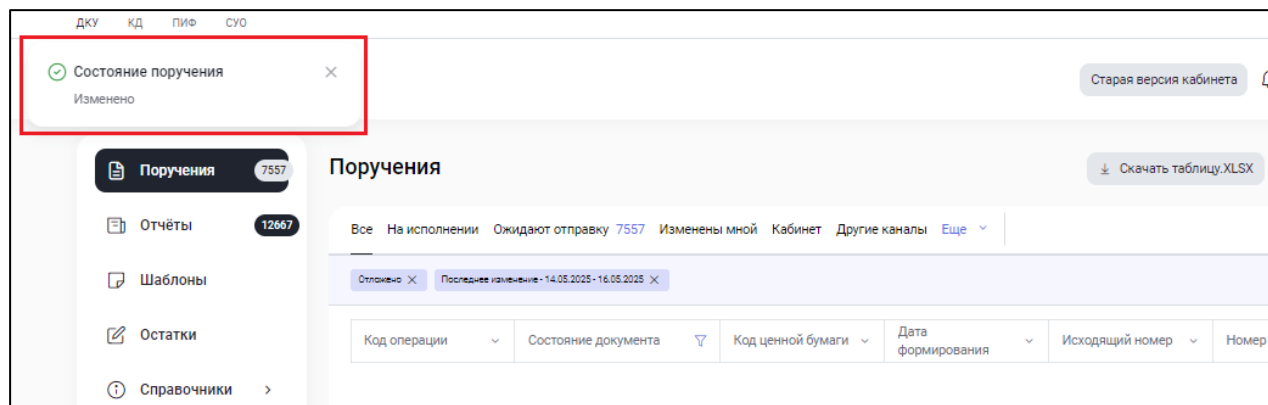 ДКУ КД ПИФ СУО
Состояние поручения
Изменено
Старая версия кабинета
Поручения 7557
Поручения
Скачать таблицу.XLSX
Отчёты 12667
Все На исполнении Ожидают отправку 7557 Изменены мной Кабинет Другие каналы Еще
Шаблоны
Отложено Последнее изменение - 14.05.2025 - 16.05.2025
Остатки
Код операции Состояние документа Код ценной бумаги Дата формирования Исходящий номер Номер
Справочники